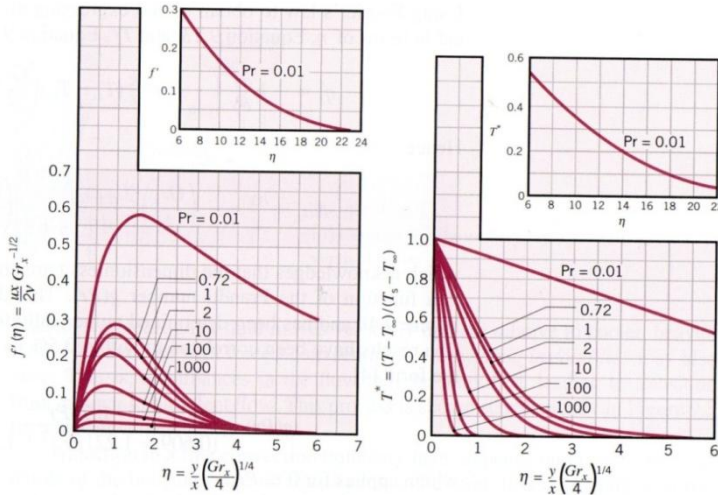 0.3
0.2
0.1
0
f'
Pr = 0.01
6 8 10 12 14 16 18 20 22 24
η
0.7
0.6
0.5
0.4
0.3
0.2
0.1
0
f' (η) = ux/2ν Gr_x^-1/2
Pr = 0.01
0.72
1
2
10
100
1000
0 1 2 3 4 5 6 7
η = y/x (Gr_x/4)^1/4
0.6
0.4
0.2
0
T*
Pr = 0.01
6 8 10 12 14 16 18 20 22
η
1.0
0.8
0.6
0.4
0.2
0
T* = (T − T∞)/(Ts − T∞)
Pr = 0.01
0.72
1
2
10
100
1000
0 1 2 3 4 5 6
η = y/x (Gr_x/4)^1/4